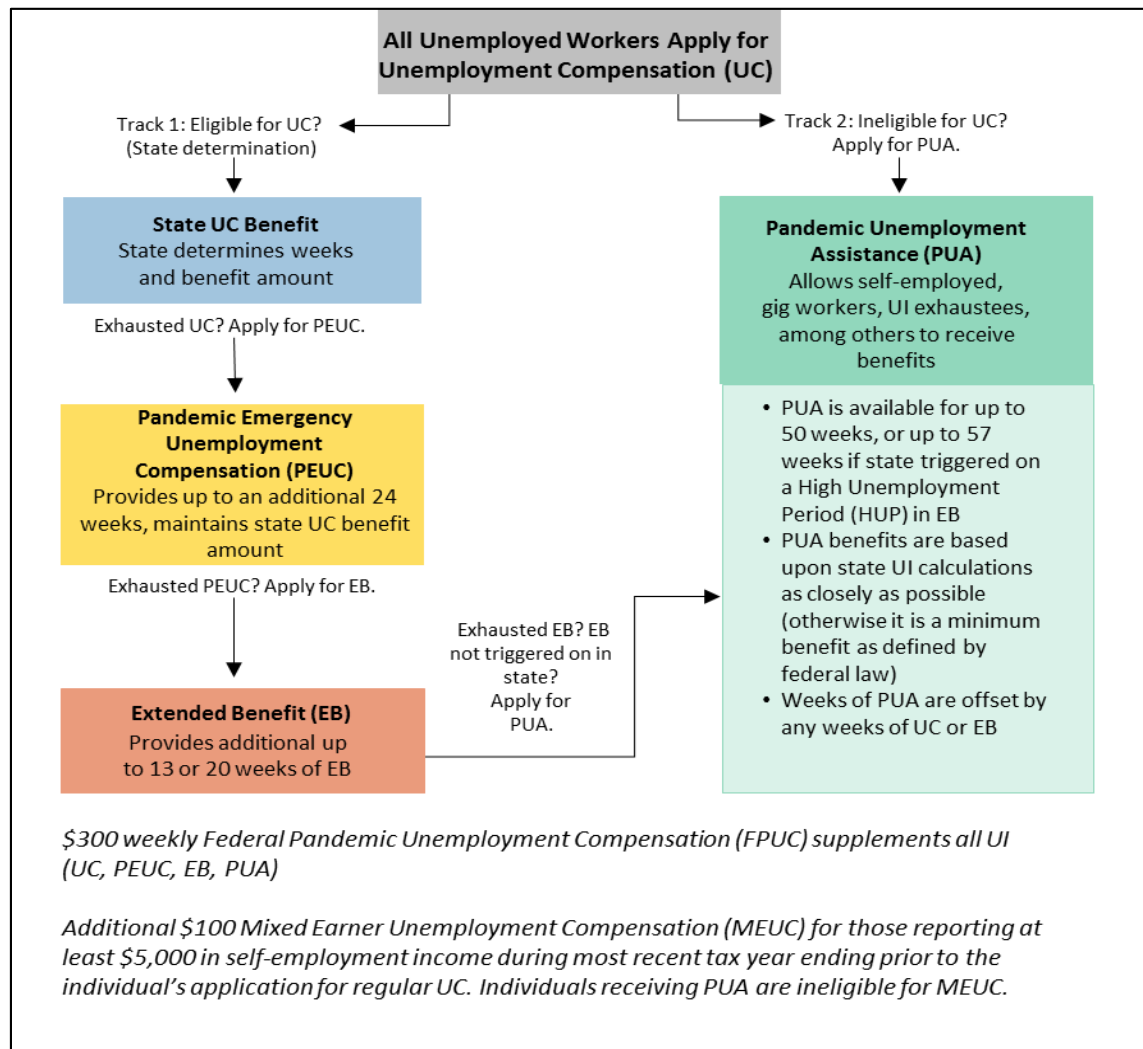 All Unemployed Workers Apply for
Unemployment Compensation (UC)
Track 1: Eligible for UC?
(State determination)
State UC Benefit
State determines weeks
and benefit amount
Exhausted UC? Apply for PEUC.
Pandemic Emergency
Unemployment
Compensation (PEUC)
Provides up to an additional 24
weeks, maintains state UC benefit
amount
Exhausted PEUC? Apply for EB.
Extended Benefit (EB)
Provides additional up
to 13 or 20 weeks of EB
Exhausted EB? EB
not triggered on in
state?
Apply for
PUA.
Track 2: Ineligible for UC?
Apply for PUA.
Pandemic Unemployment
Assistance (PUA)
Allows self-employed,
gig workers, UI exhaustees,
among others to receive
benefits
• PUA is available for up to
50 weeks, or up to 57
weeks if state triggered on
a High Unemployment
Period (HUP) in EB
• PUA benefits are based
upon state UI calculations
as closely as possible
(otherwise it is a minimum
benefit as defined by
federal law)
• Weeks of PUA are offset by
any weeks of UC or EB
$300 weekly Federal Pandemic Unemployment Compensation (FPUC) supplements all UI
(UC, PEUC, EB, PUA)
Additional $100 Mixed Earner Unemployment Compensation (MEUC) for those reporting at
least $5,000 in self-employment income during most recent tax year ending prior to the
individual's application for regular UC. Individuals receiving PUA are ineligible for MEUC.